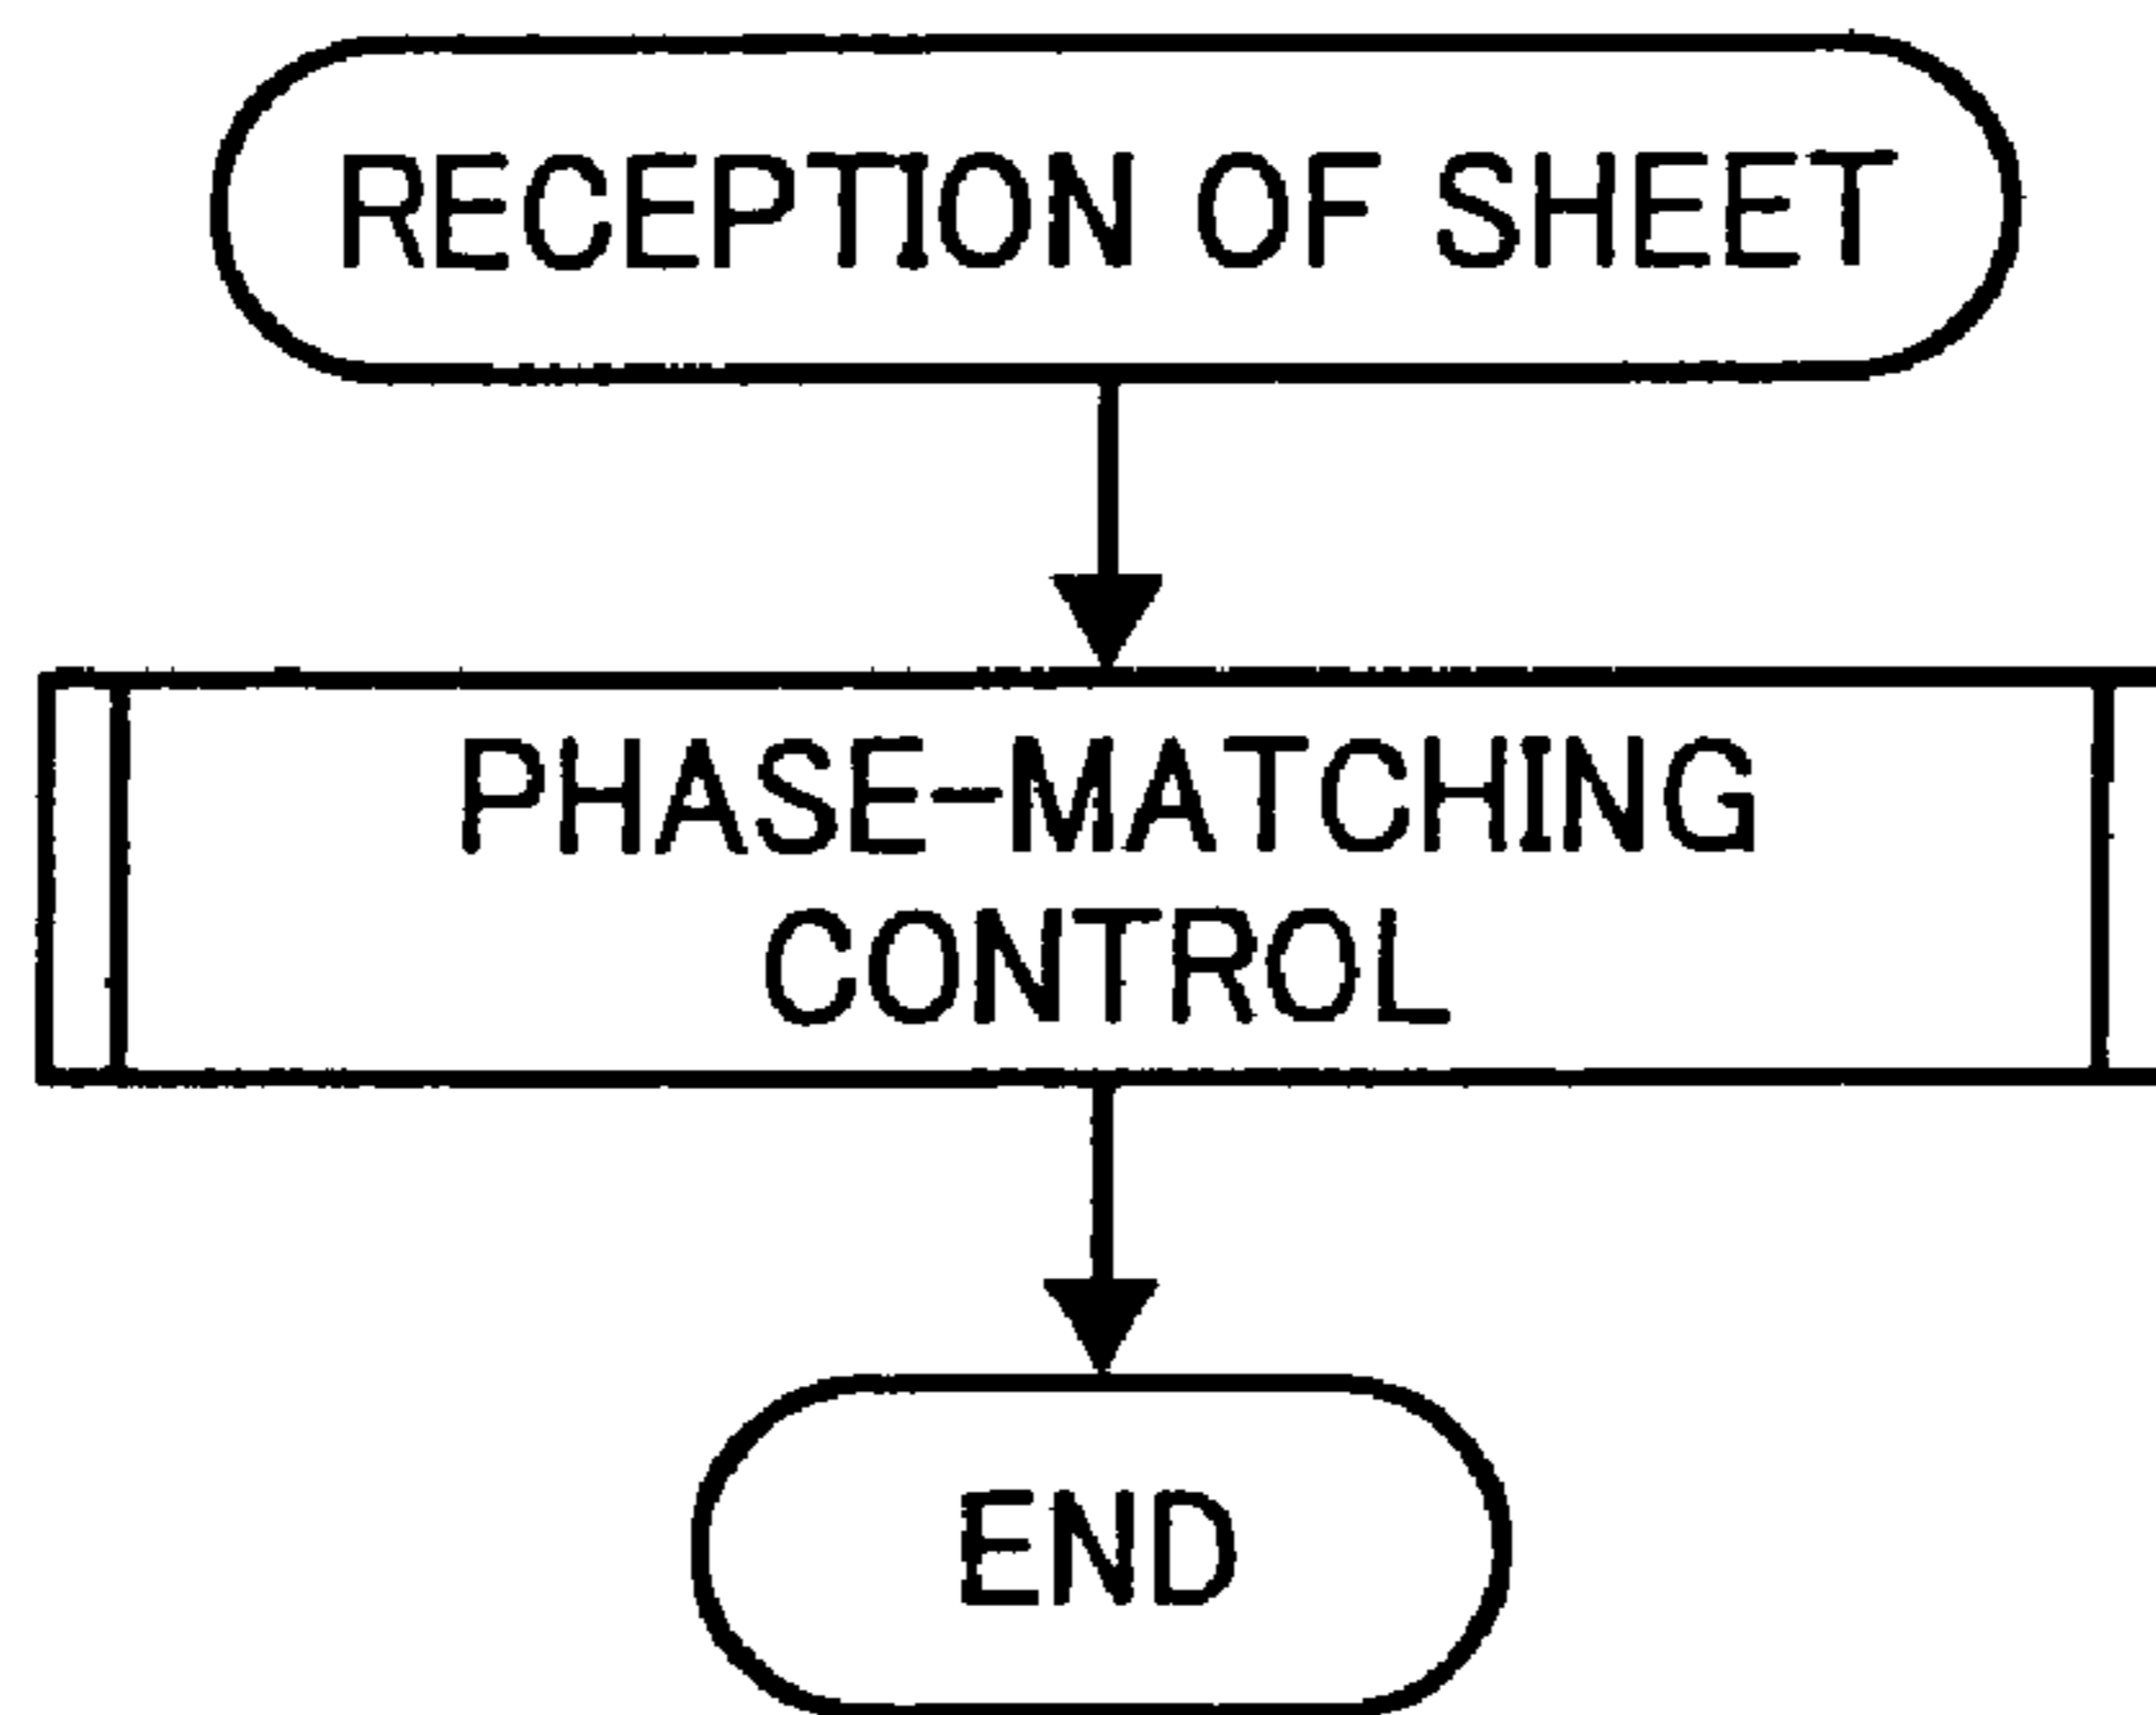 RECEPTION OF SHEET
PHASE-MATCHING
CONTROL
END